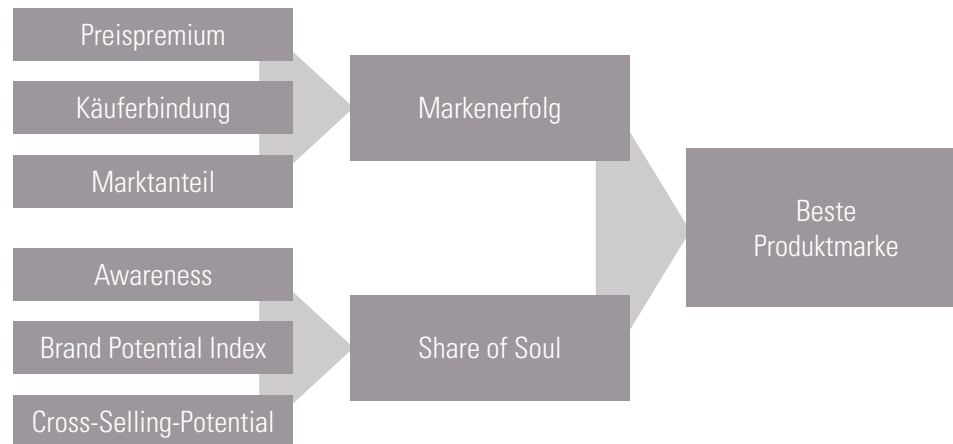 Preispremium
Käuferbindung
Marktanteil
Markenerfolg
Awareness
Brand Potential Index
Cross-Selling-Potential
Share of Soul
Beste
Produktmarke